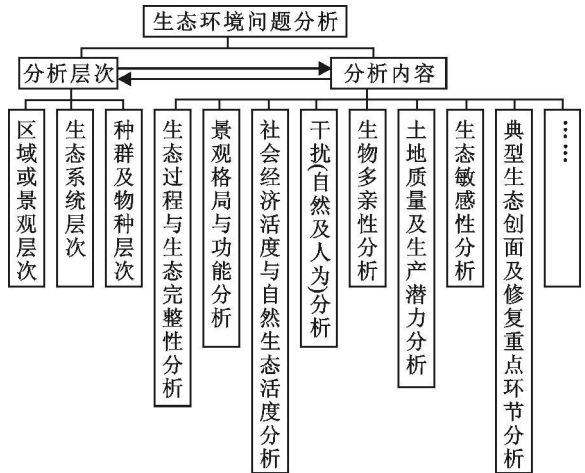 生态环境问题分析
分析层次
分析内容
区域或景观层次
生态系统层次
种群及物种层次
生态过程与生态完整性分析
景观格局与功能分析
社会经济活度与自然生态活度分析
干扰(自然及人为)分析
生物多亲性分析
土地质量及生产潜力分析
生态敏感性分析
典型生态创面及修复重点环节分析
……